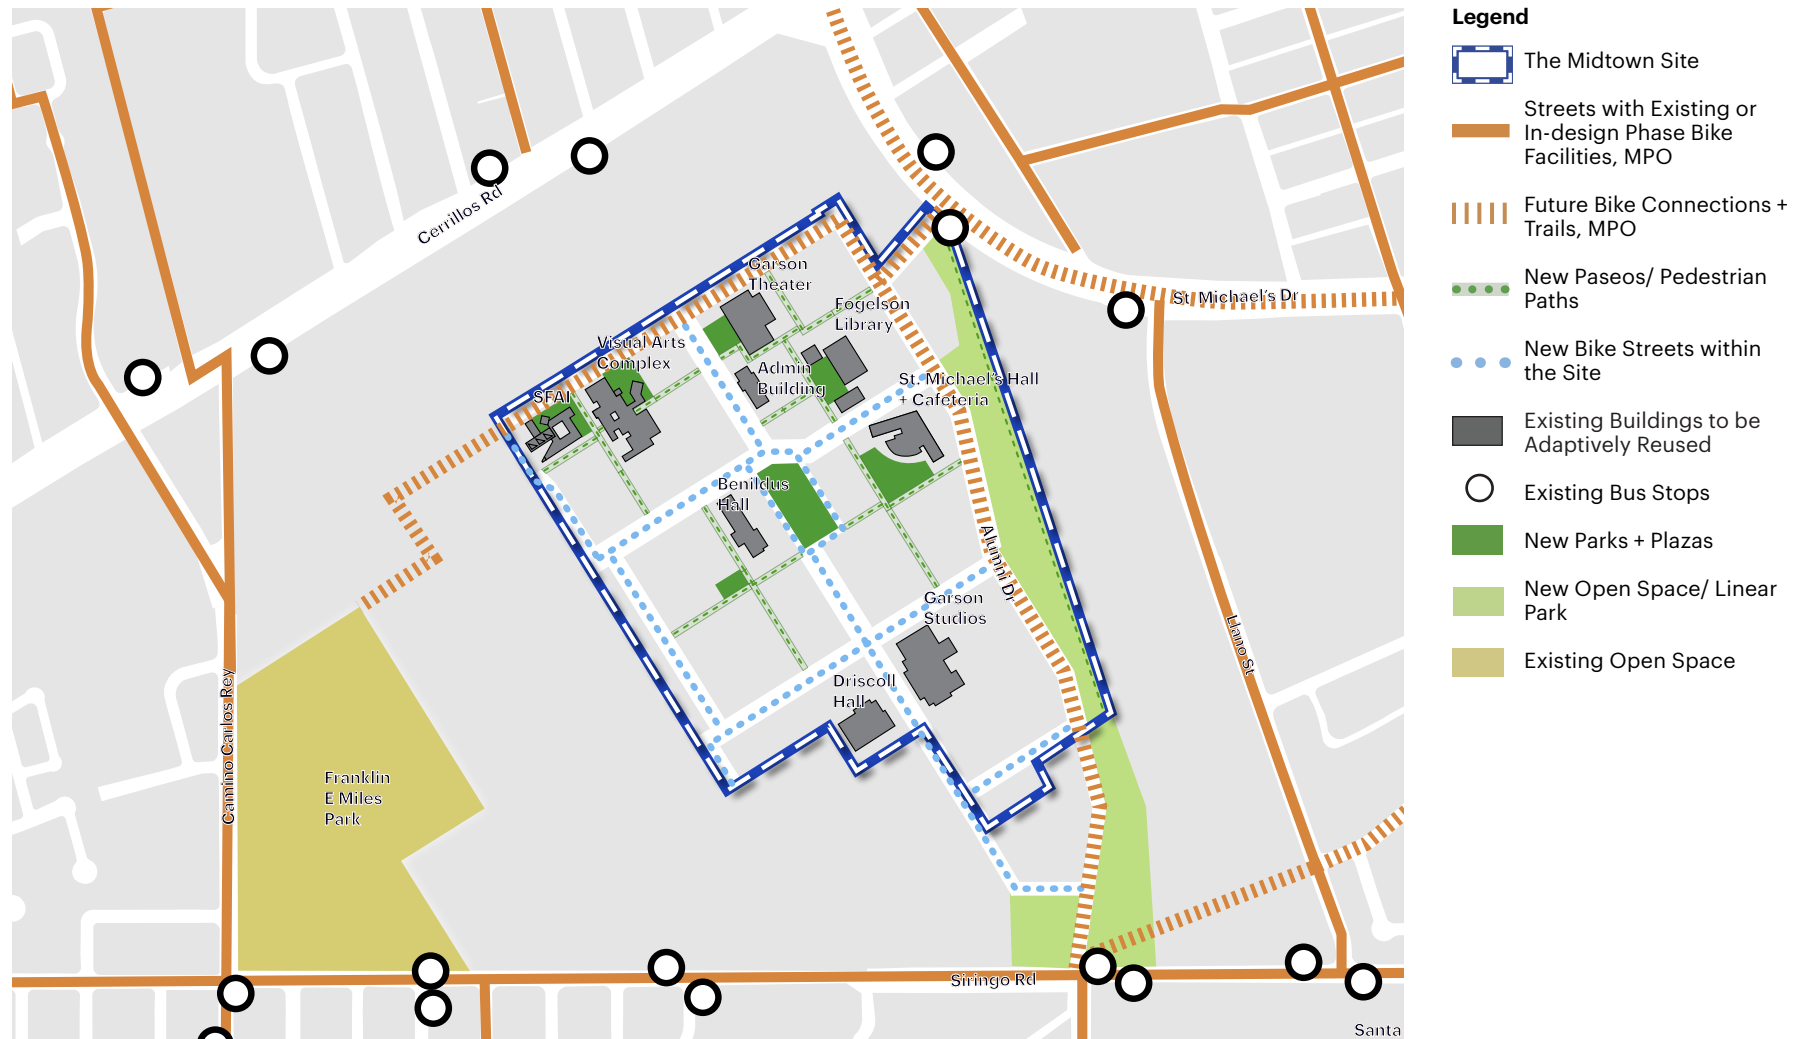 Legend
The Midtown Site
Streets with Existing or
In-design Phase Bike
Facilities, MPO
Future Bike Connections +
Trails, MPO
New Paseos/ Pedestrian
Paths
New Bike Streets within
the Site
Existing Buildings to be
Adaptively Reused
Existing Bus Stops
New Parks + Plazas
New Open Space/ Linear
Park
Existing Open Space
Cerrillos Rd
Garson
Theater
Fogelson
Library
St. Michael's Dr
Visual Arts
Complex
Admin
Building
St. Michael's Hall
+ Cafeteria
SFAI
Benildus
Hall
Alumni Dr
Garson
Studios
Llano St
Driscoll
Hall
Camino Carlos Rey
Franklin
E Miles
Park
Siringo Rd
Santa